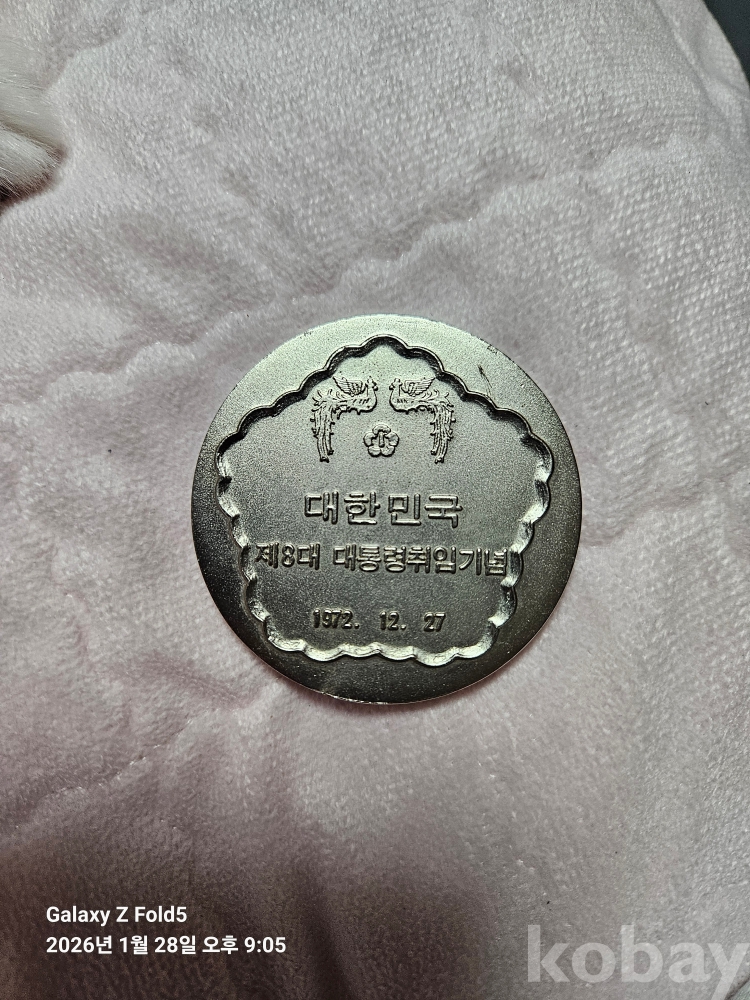 대한민국
제8대 대통령취임기념
1972. 12. 27
Galaxy Z Fold5
2026년 1월 28일 오후 9:05
kobay